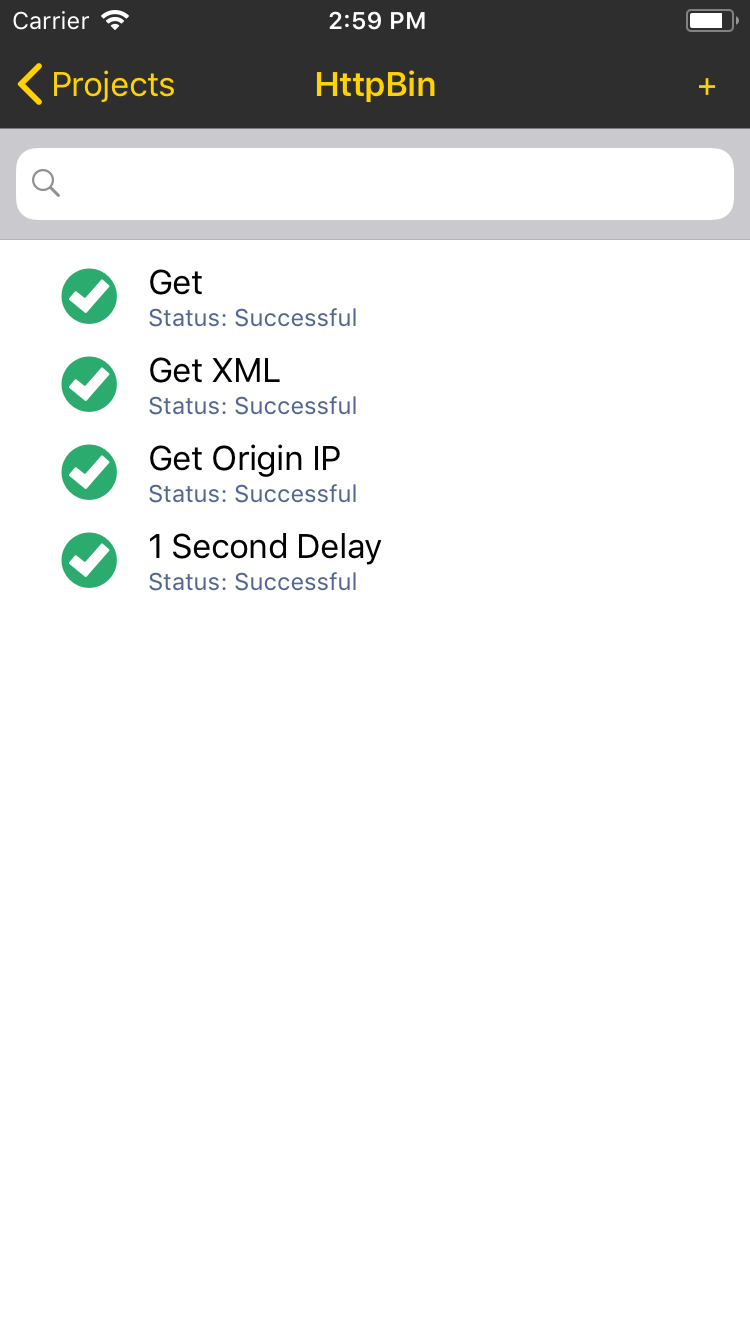 Carrier 2:59 PM
Projects HttpBin +
Get
Status: Successful
Get XML
Status: Successful
Get Origin IP
Status: Successful
1 Second Delay
Status: Successful